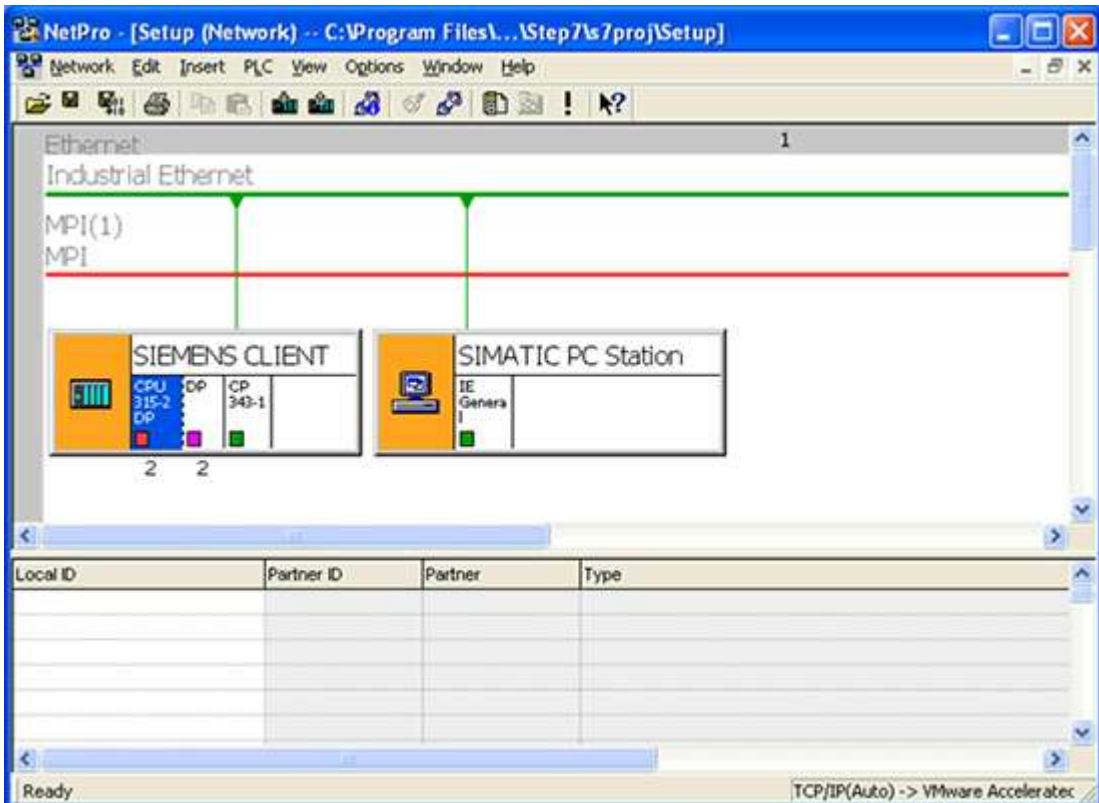 NetPro - [Setup (Network) -- C:\Program Files\...\Step7\s7proj\Setup]
Network Edit Insert PLC View Options Window Help
1
Ethernet
Industrial Ethernet
MPI(1)
MPI
SIEMENS CLIENT
CPU 315-2 DP
DP
CP 343-1
2 2
SIMATIC PC Station
IE Genera l
Local ID Partner ID Partner Type
Ready TCP/IP(Auto) -> VMware Acceleratec